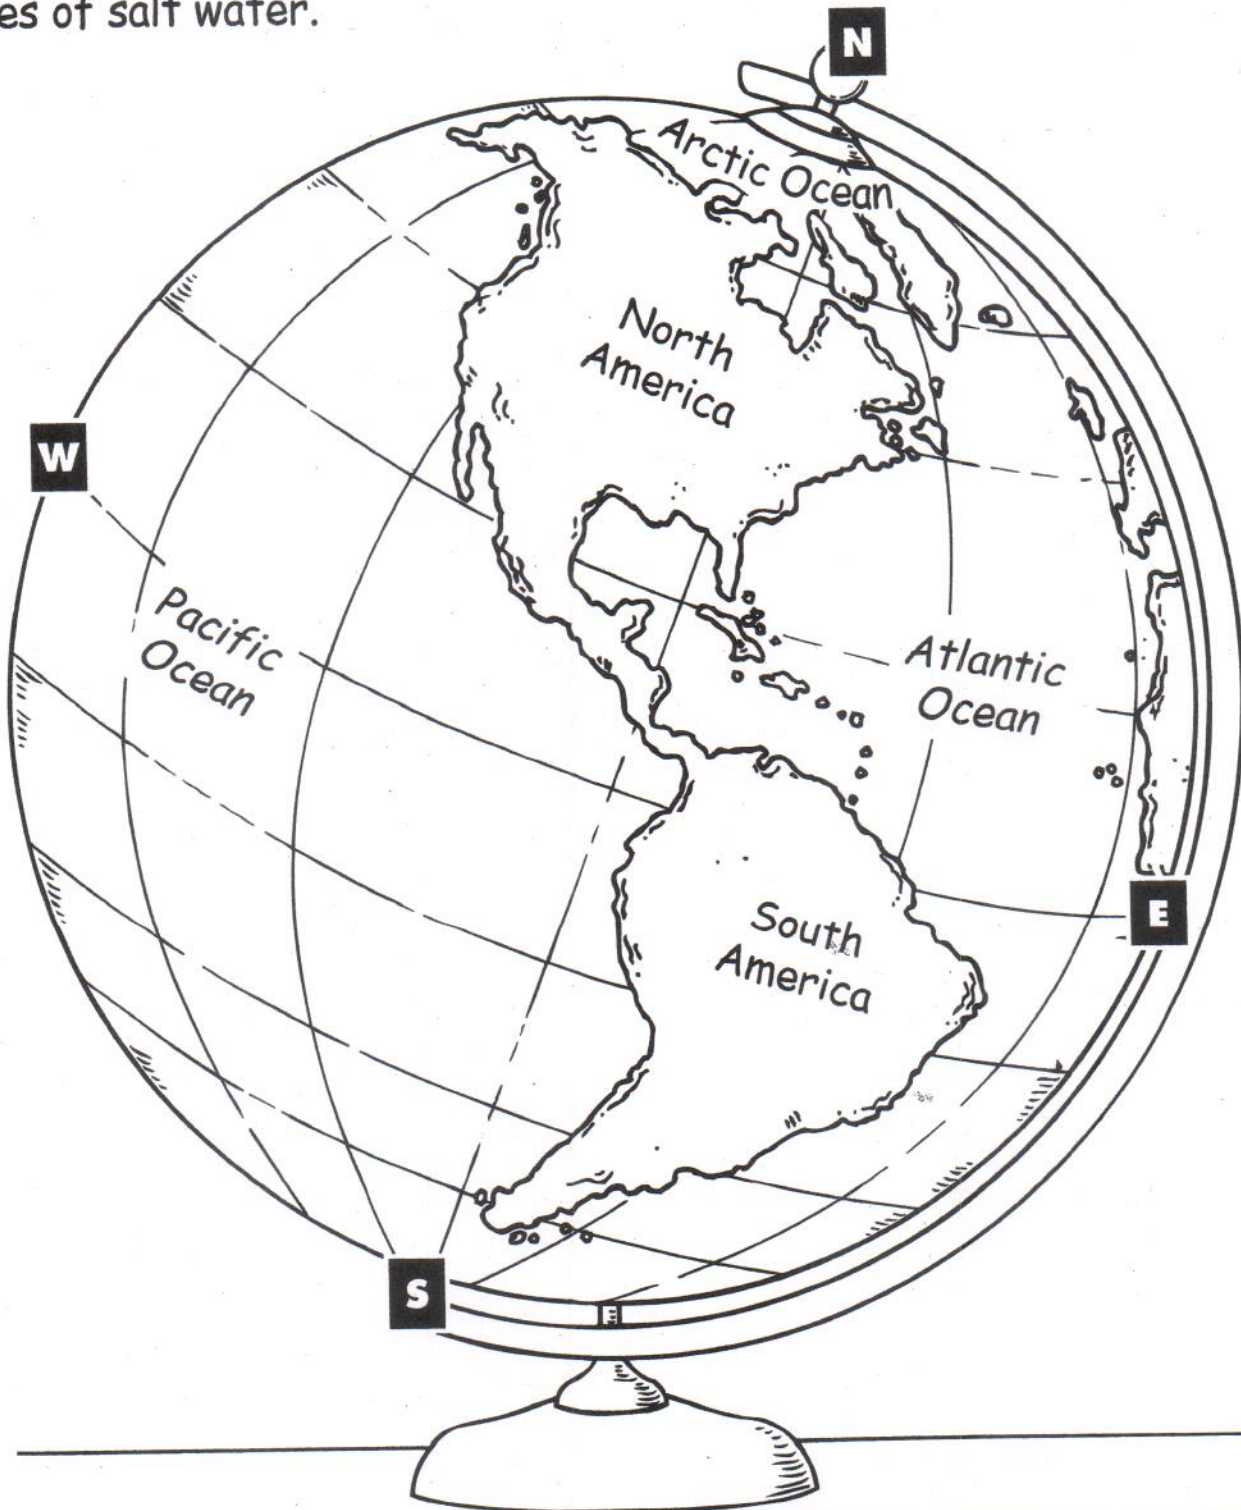 es of salt water.
N
Arctic Ocean
North
America
W
Pacific
Ocean
Atlantic
Ocean
E
South
America
S